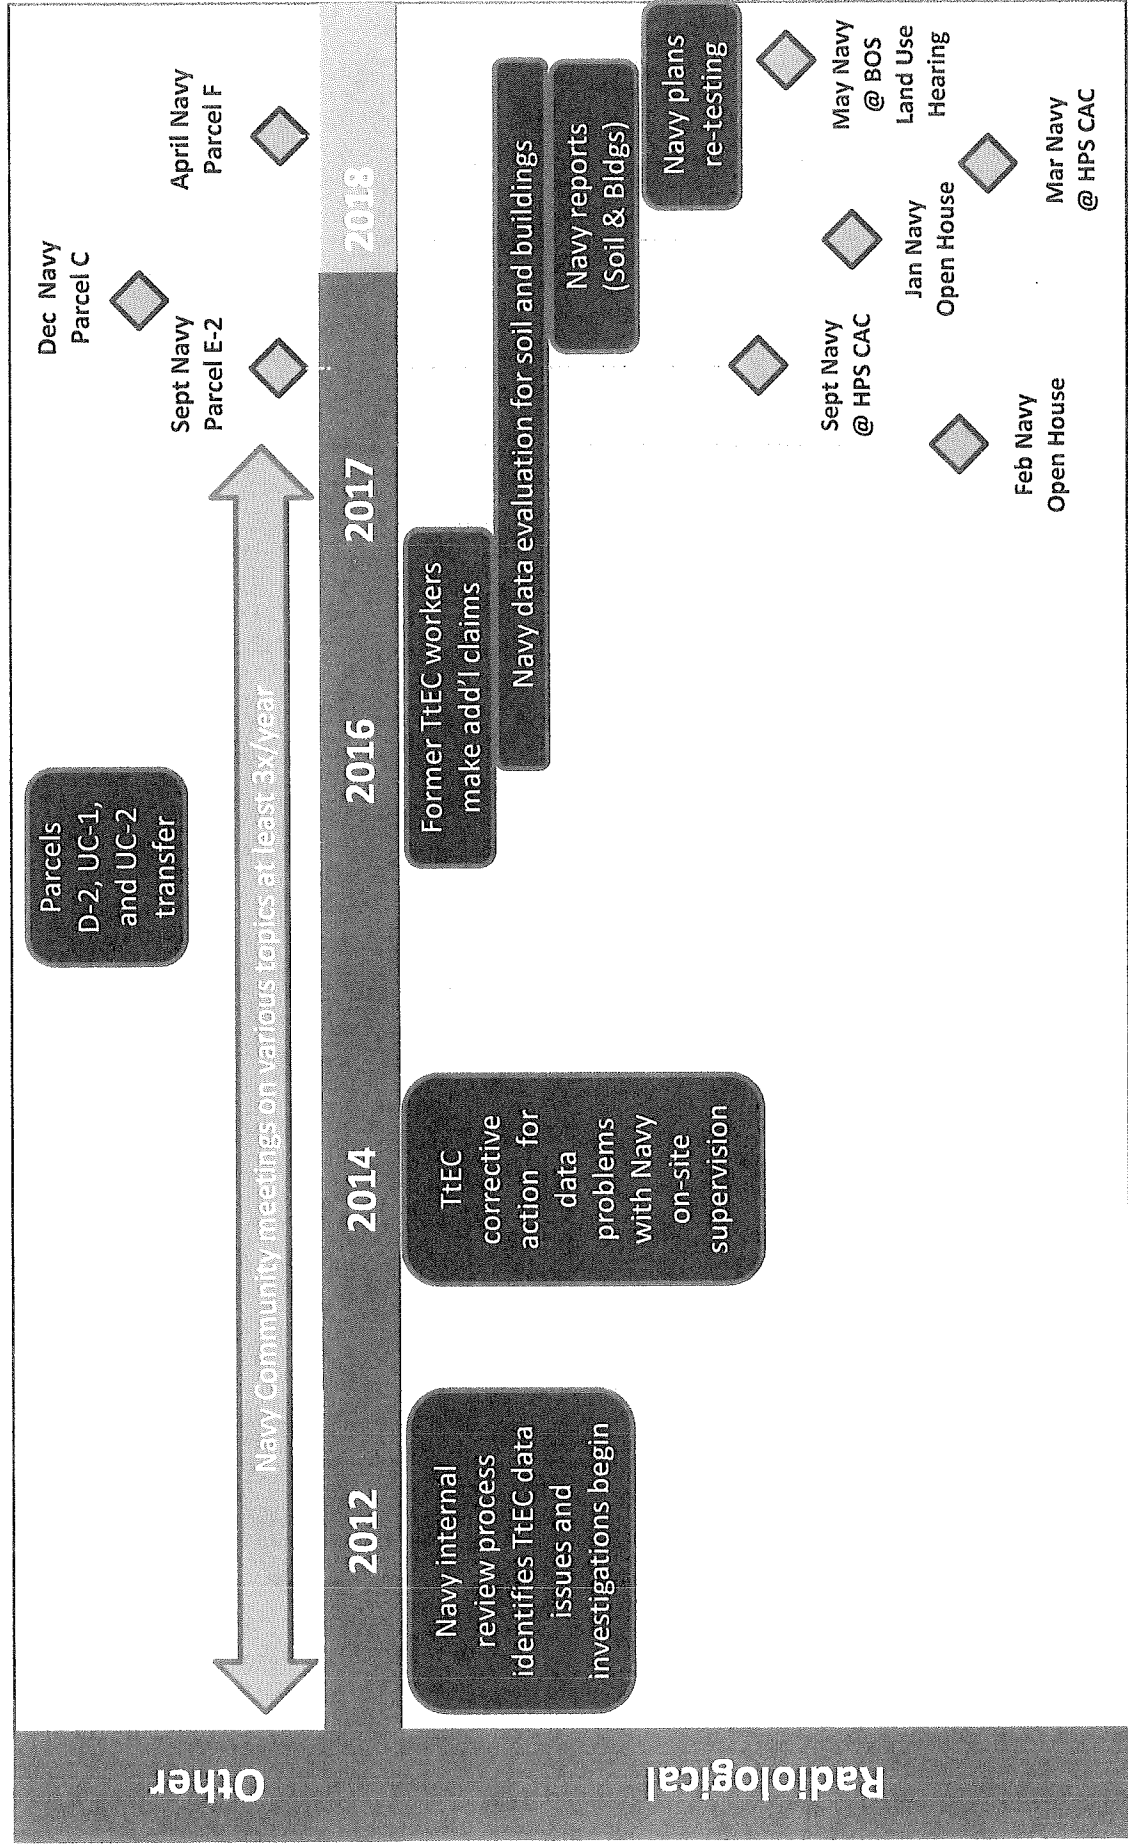 Other
Dec Navy
Parcel C
Sept Navy
Parcel E-2
April Navy
Parcel F
Parcels
D-2, UC-1,
and UC-2
transfer
Navy Community meetings on various topics at least 3x/year
2012
2014
2016
2017
2018
Radiological
Navy internal
review process
identifies TtEC data
issues and
investigations begin
TtEC
corrective
action for
data
problems
with Navy
on-site
supervision
Former TtEC workers
make add'l claims
Navy data evaluation for soil and buildings
Navy reports
(Soil & Bldgs)
Navy plans
re-testing
Feb Navy
Open House
Sept Navy
@ HPS CAC
Jan Navy
Open House
Mar Navy
@ HPS CAC
May Navy
@ BOS
Land Use
Hearing